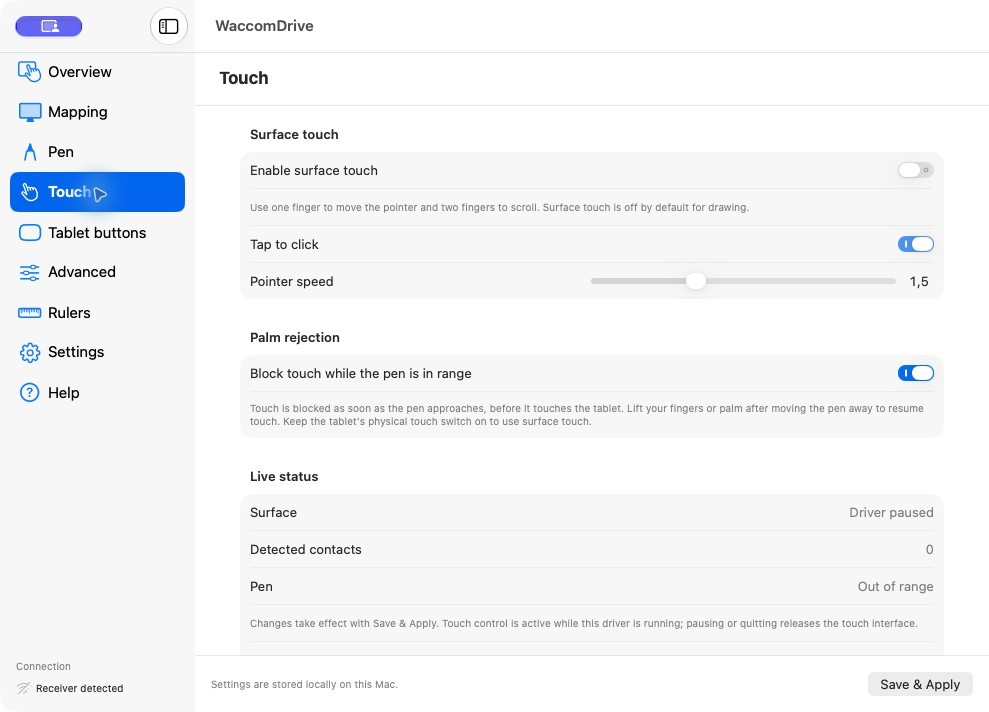 WaccomDrive
Overview
Mapping
Pen
Touch
Tablet buttons
Advanced
Rulers
Settings
Help
Connection
Receiver detected
Touch
Surface touch
Enable surface touch
Use one finger to move the pointer and two fingers to scroll. Surface touch is off by default for drawing.
Tap to click
Pointer speed 1,5
Palm rejection
Block touch while the pen is in range
Touch is blocked as soon as the pen approaches, before it touches the tablet. Lift your fingers or palm after moving the pen away to resume
touch. Keep the tablet's physical touch switch on to use surface touch.
Live status
Surface Driver paused
Detected contacts 0
Pen Out of range
Changes take effect with Save & Apply. Touch control is active while this driver is running; pausing or quitting releases the touch interface.
Settings are stored locally on this Mac.
Save & Apply